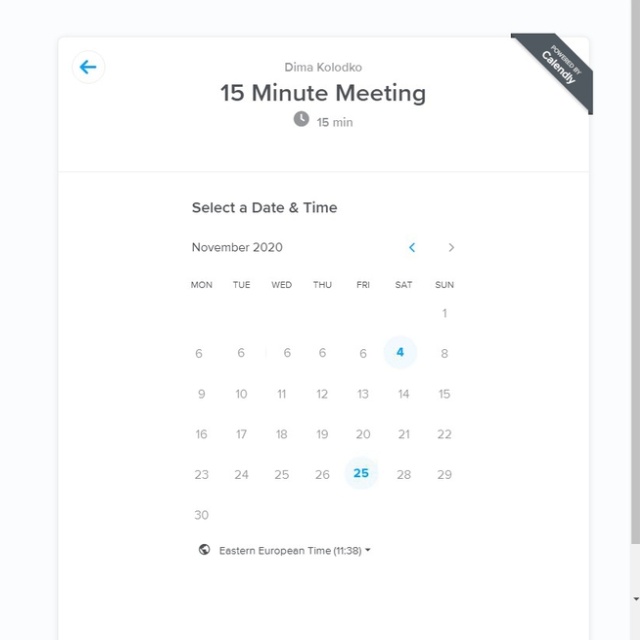 POWERED BY
Calendly
Dima Kolodko
15 Minute Meeting
15 min
Select a Date & Time
November 2020
MON TUE WED THU FRI SAT SUN
1
6 6 6 6 6 4 8
9 10 11 12 13 14 15
16 17 18 19 20 21 22
23 24 25 26 25 28 29
30
Eastern European Time (11:38)